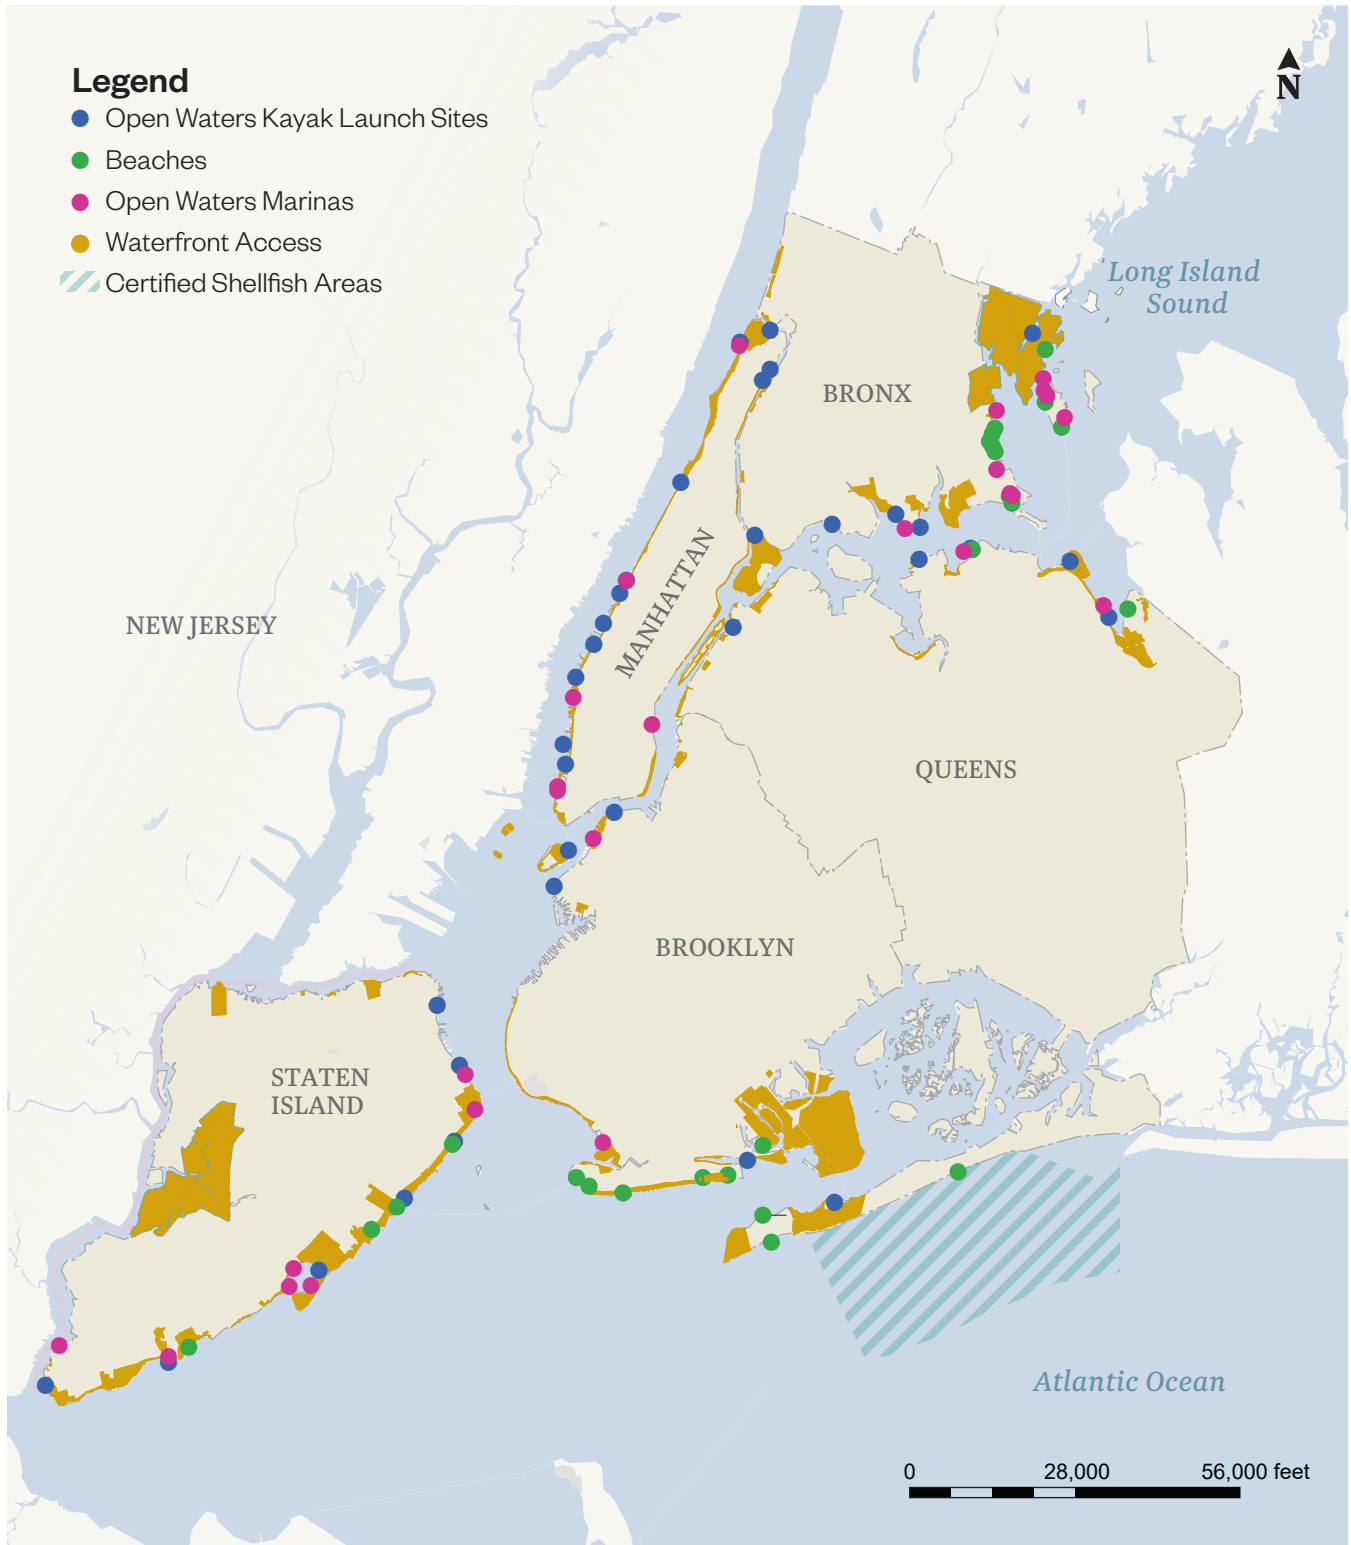 Legend
Open Waters Kayak Launch Sites
Beaches
Open Waters Marinas
Waterfront Access
Certified Shellfish Areas
N
Long Island
Sound
BRONX
MANHATTAN
NEW JERSEY
QUEENS
BROOKLYN
STATEN
ISLAND
Atlantic Ocean
0 28,000 56,000 feet